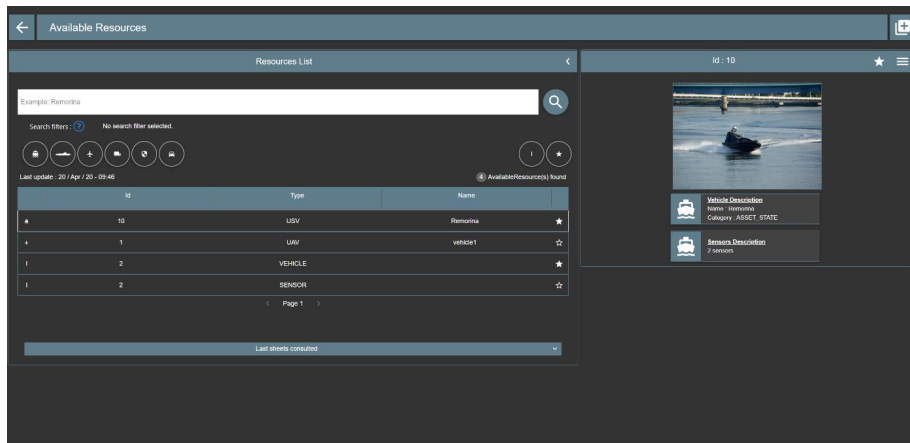 Available Resources
Resources List
Id : 10
Example: Remorina
Search filters : ? No search filter selected.
Last update : 20 / Apr / 20 - 09:46
4 AvailableResource(s) found
Id Type Name
10 USV Remorina
1 UAV vehicle1
2 VEHICLE
2 SENSOR
Page 1
Last sheets consulted
Vehicle Description
Name : Remorina
Category : ASSET_STATE
Sensors Description
2 sensors